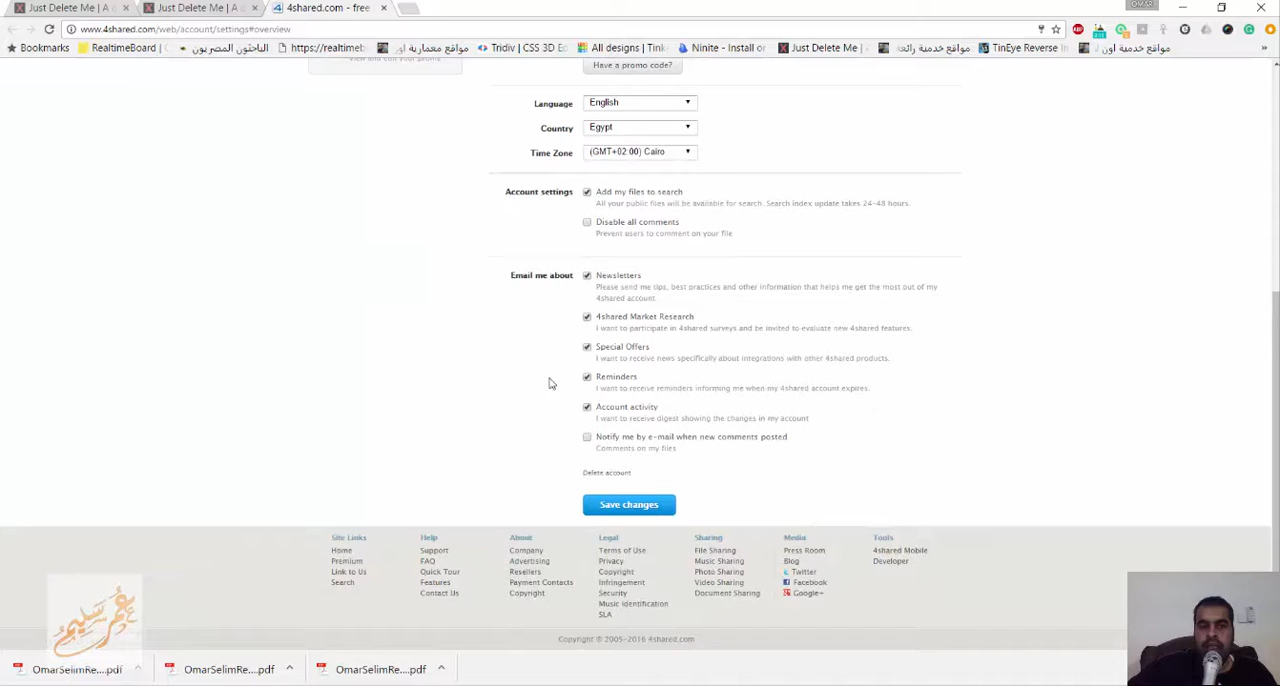 Just Delete Me | A d
Just Delete Me | A d
4shared.com - free
OMAR
www.4shared.com/web/account/settings#overview
Bookmarks
RealtimeBoard |
الباحثون المصريون
https://realtimeb
مواقع معمارية اون
Tridiv | CSS 3D Ed
All designs | Tink
Ninite - Install or
Just Delete Me |
مواقع خدمية رائعة
TinEye Reverse In
مواقع خدمية اون ل
View and edit your promo
Have a promo code?
Language English
Country Egypt
Time Zone (GMT+02:00) Cairo
Account settings Add my files to search
All your public files will be available for search. Search index update takes 24-48 hours.
Disable all comments
Prevent users to comment on your file
Email me about Newsletters
Please send me tips, best practices and other information that helps me get the most out of my
4shared account
4shared Market Research
I want to participate in 4shared surveys and be invited to evaluate new 4shared features.
Special Offers
I want to receive news specifically about integrations with other 4shared products.
Reminders
I want to receive reminders informing me when my 4shared account expires.
Account activity
I want to receive digest showing the changes in my account
Notify me by e-mail when new comments posted
Comments on my files
Delete account
Save changes
Site Links Help About Legal Sharing Media Tools
Home Support Company Terms of Use File Sharing Press Room 4shared Mobile
Premium FAQ Advertising Privacy Music Sharing Blog Developer
Link to Us Quick Tour Resellers Copyright Photo Sharing Twitter
Search Features Payment Contacts Infringement Video Sharing Facebook
Contact Us Copyright Security Document Sharing Google+
Music Identification
SLA
عمر سليم
Copyright © 2005-2016 4shared.com
OmarSelimRe....pdf
OmarSelimRe....pdf
OmarSelimRe....pdf